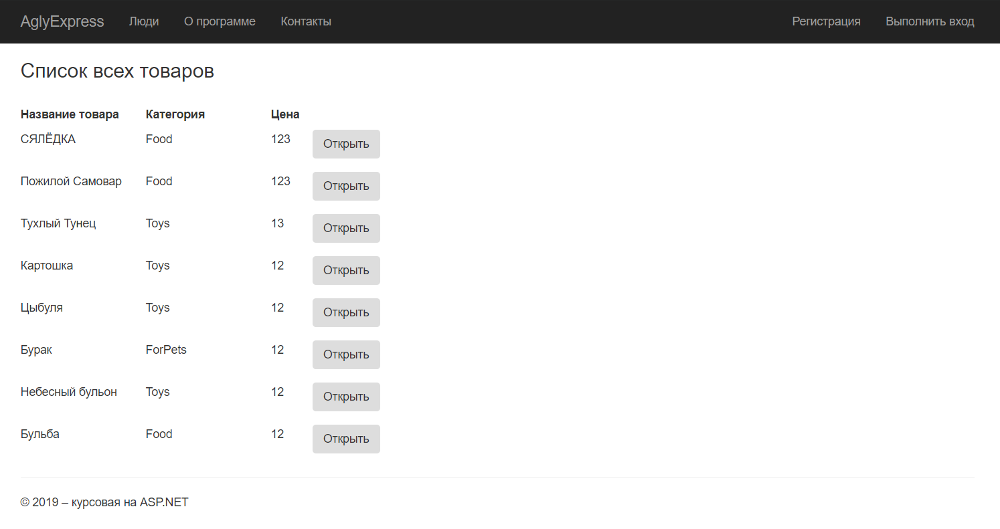 AglyExpress Люди О программе Контакты Регистрация Выполнить вход
Список всех товаров
Название товара Категория Цена
СЯЛЁДКА Food 123 Открыть
Пожилой Самовар Food 123 Открыть
Тухлый Тунец Toys 13 Открыть
Картошка Toys 12 Открыть
Цыбуля Toys 12 Открыть
Бурак ForPets 12 Открыть
Небесный бульон Toys 12 Открыть
Бульба Food 12 Открыть
© 2019 – курсовая на ASP.NET